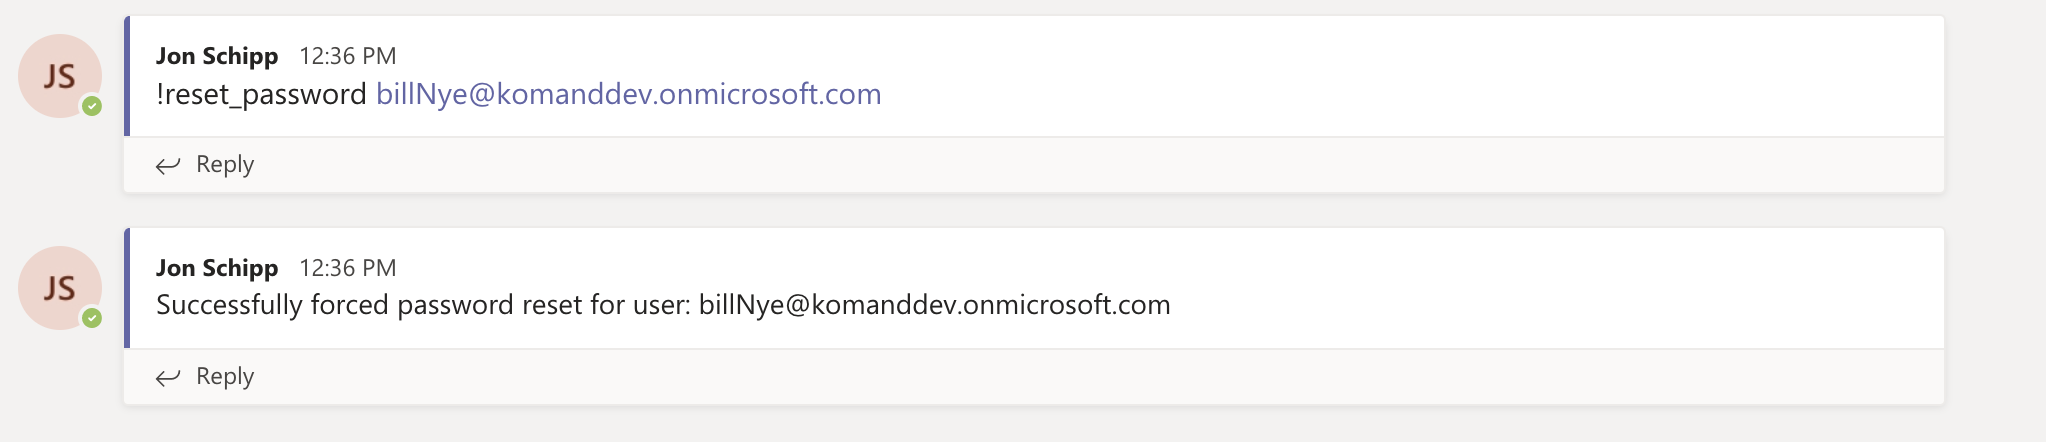 JS
Jon Schipp 12:36 PM
!reset_password billNye@komanddev.onmicrosoft.com
Reply
JS
Jon Schipp 12:36 PM
Successfully forced password reset for user: billNye@komanddev.onmicrosoft.com
Reply